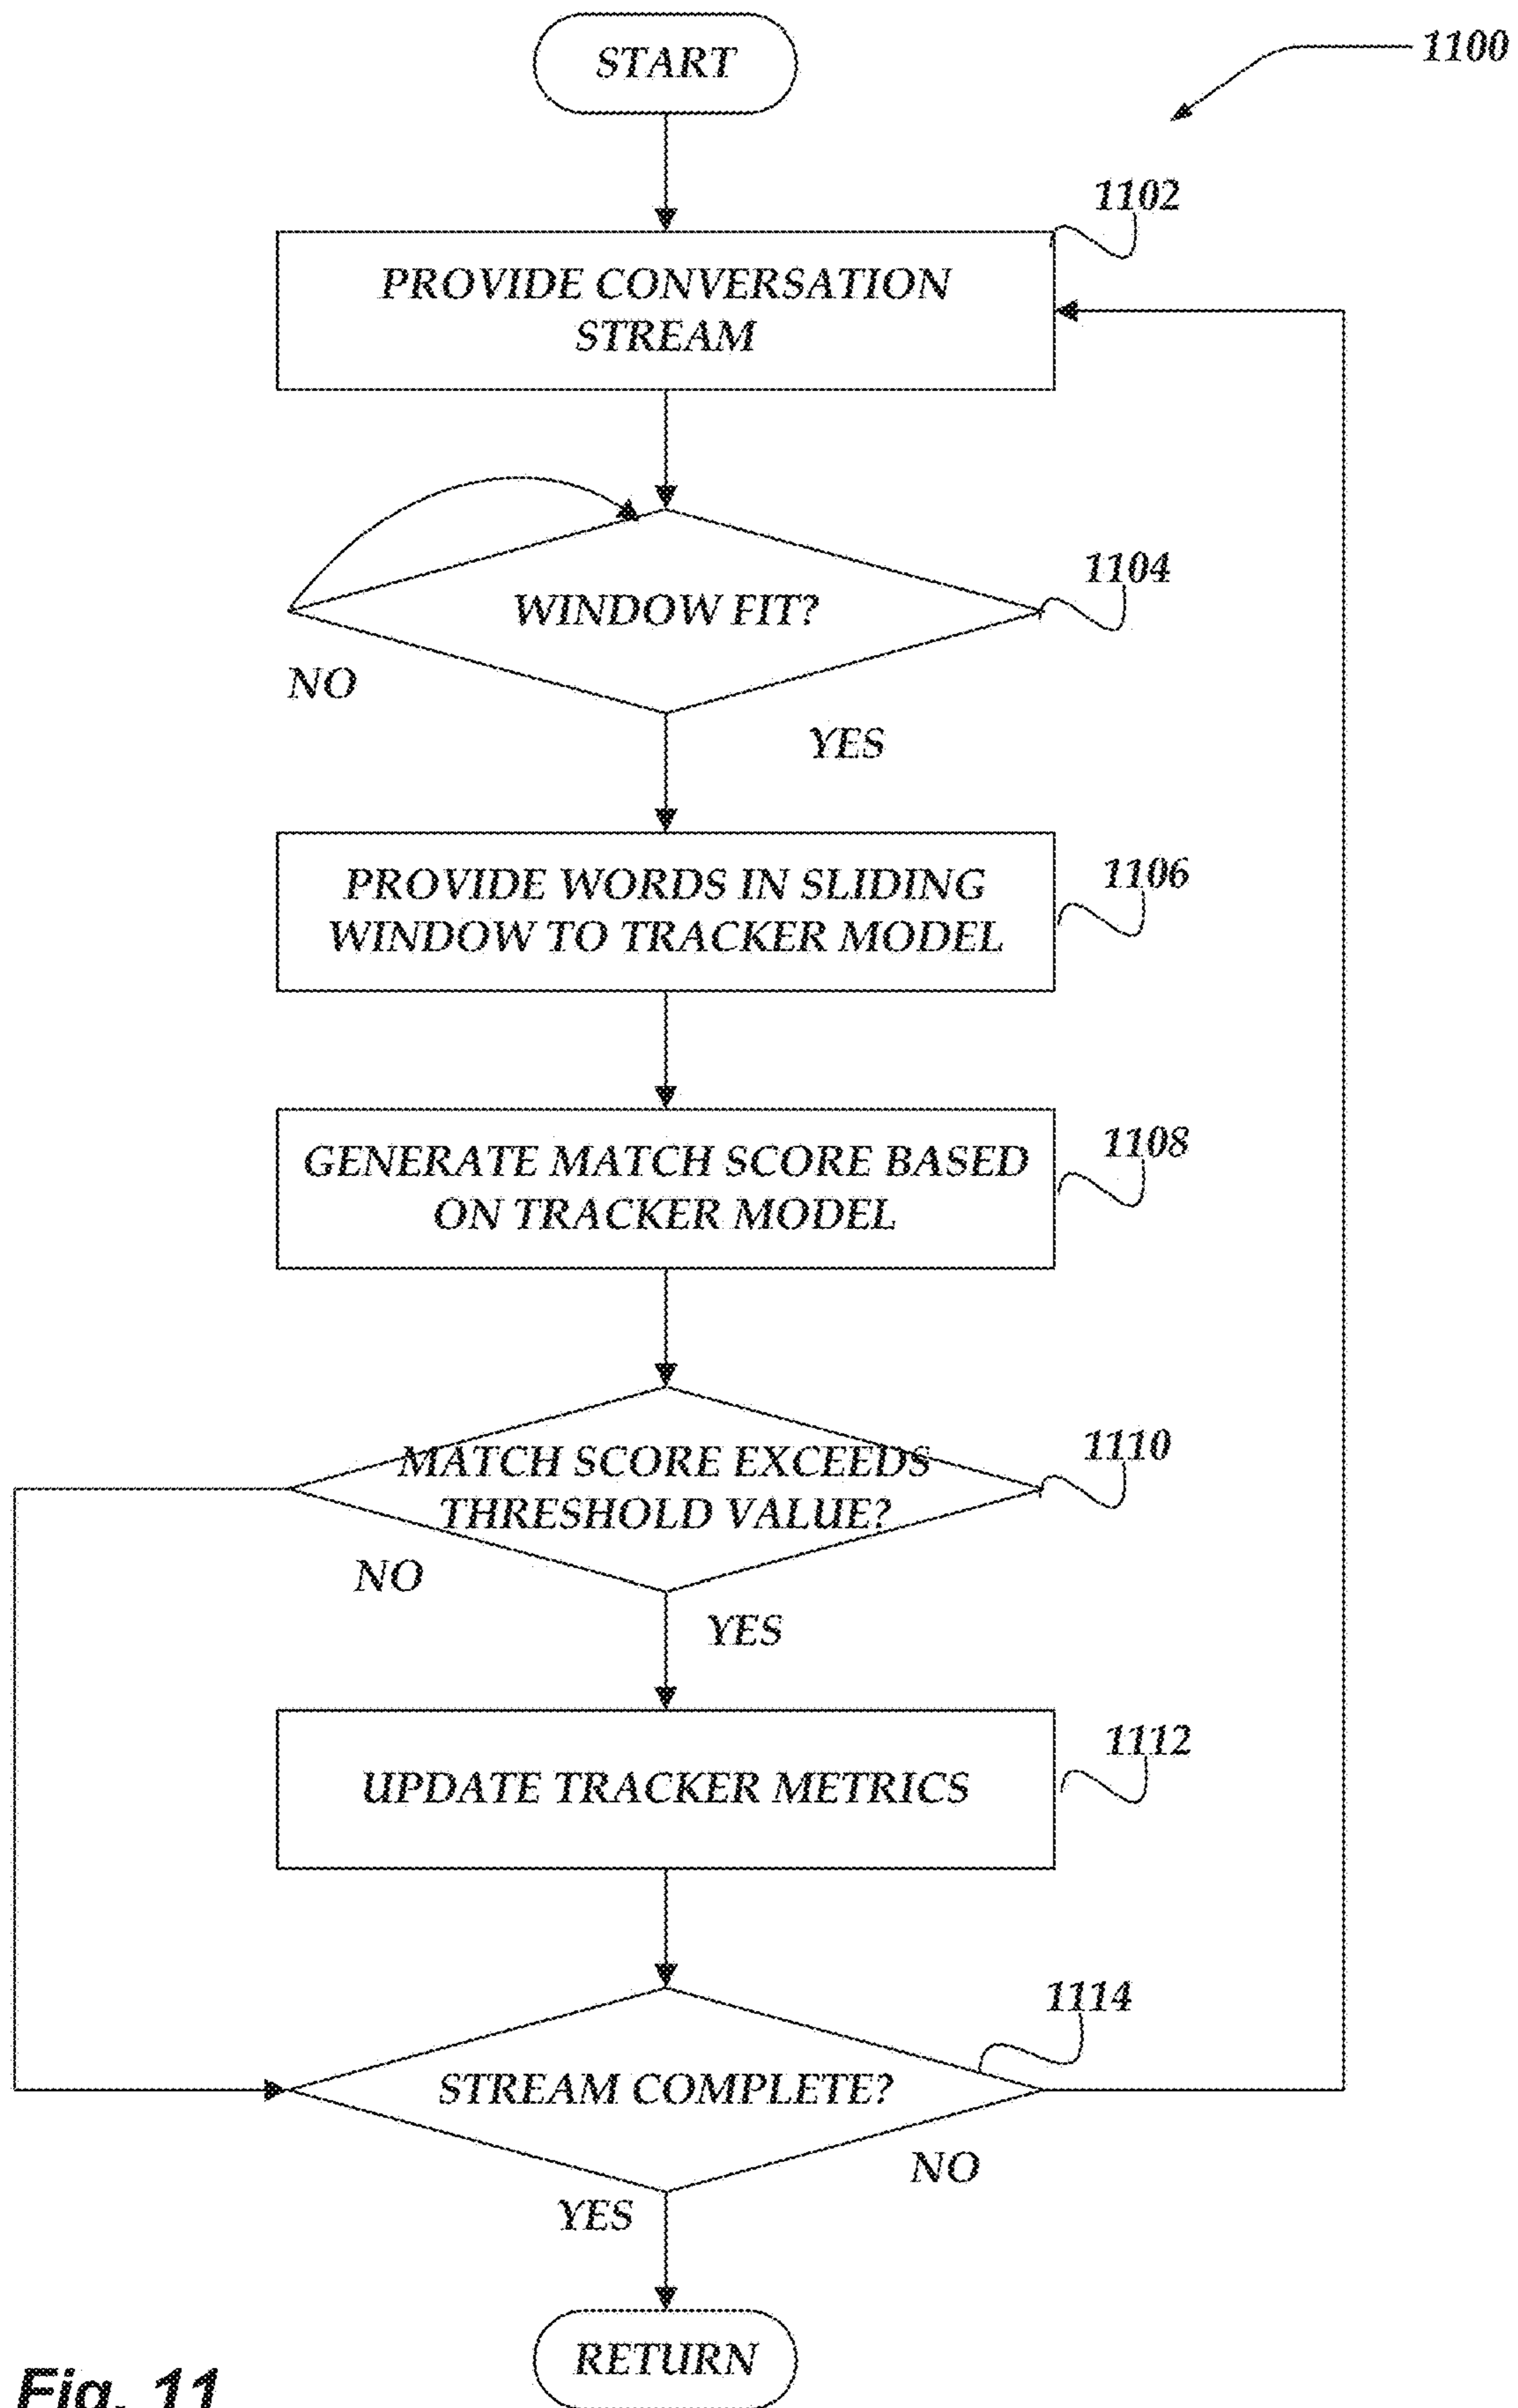 START
1100
1102
PROVIDE CONVERSATION
STREAM
1104
WINDOW FIT?
NO
YES
1106
PROVIDE WORDS IN SLIDING
WINDOW TO TRACKER MODEL
1108
GENERATE MATCH SCORE BASED
ON TRACKER MODEL
1110
MATCH SCORE EXCEEDS
THRESHOLD VALUE?
NO
YES
1112
UPDATE TRACKER METRICS
1114
STREAM COMPLETE?
NO
YES
RETURN
Fig. 11